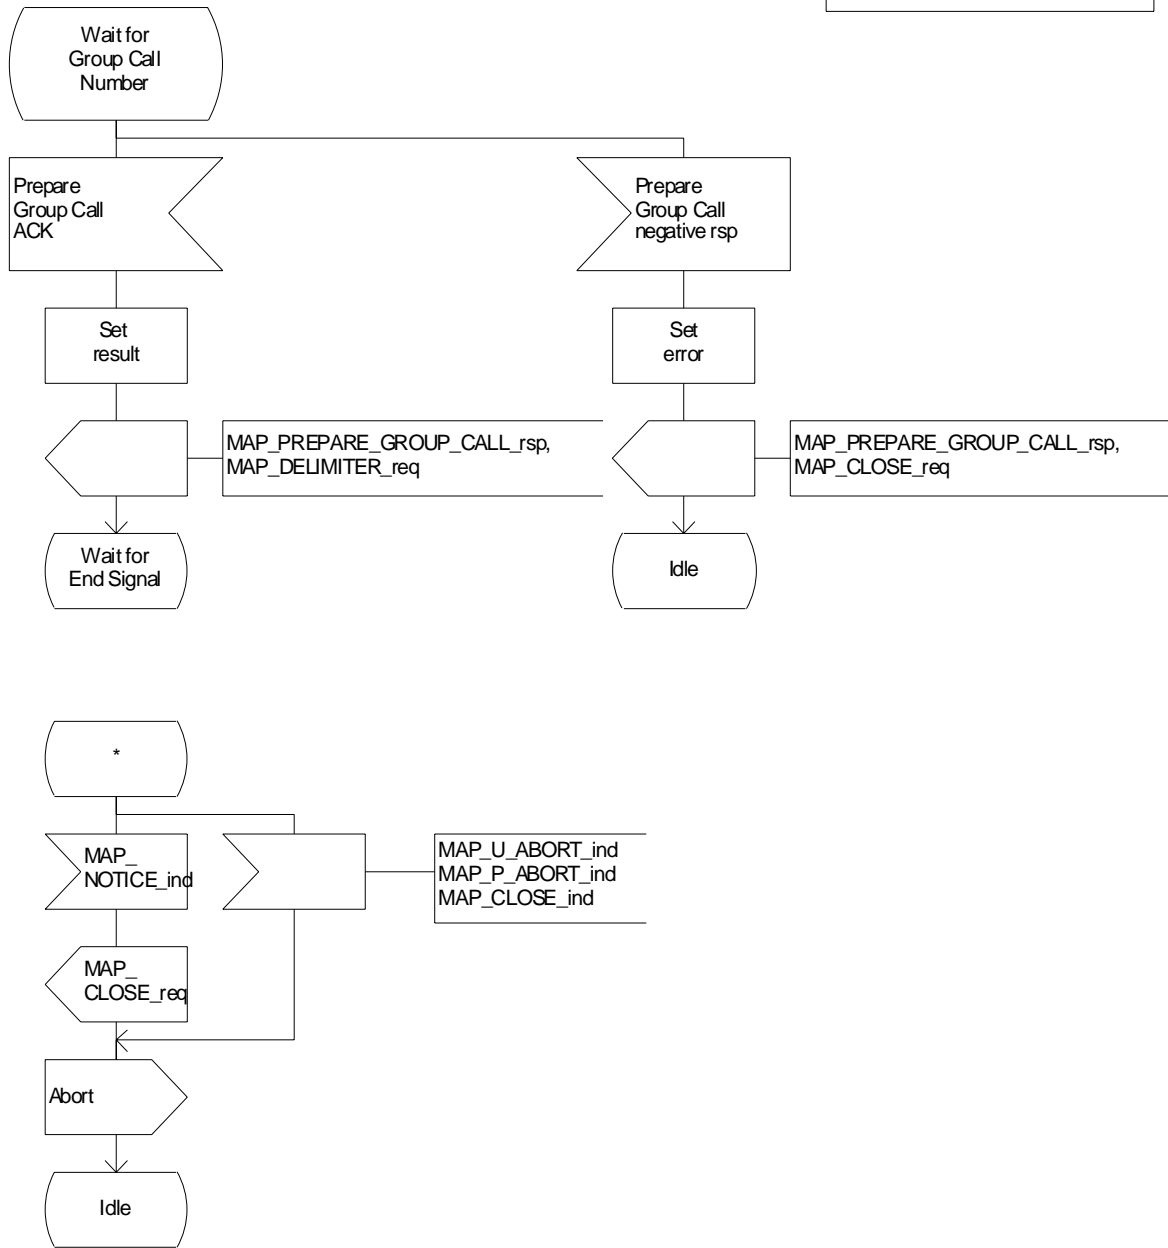 Wait for
Group Call
Number
Prepare
Group Call
ACK
Prepare
Group Call
negative rsp
Set
result
Set
error
MAP_PREPARE_GROUP_CALL_rsp,
MAP_DELIMITER_req
MAP_PREPARE_GROUP_CALL_rsp,
MAP_CLOSE_req
Wait for
End Signal
Idle
*
MAP_
NOTICE_ind
MAP_U_ABORT_ind
MAP_P_ABORT_ind
MAP_CLOSE_ind
MAP_
CLOSE_req
Abort
Idle